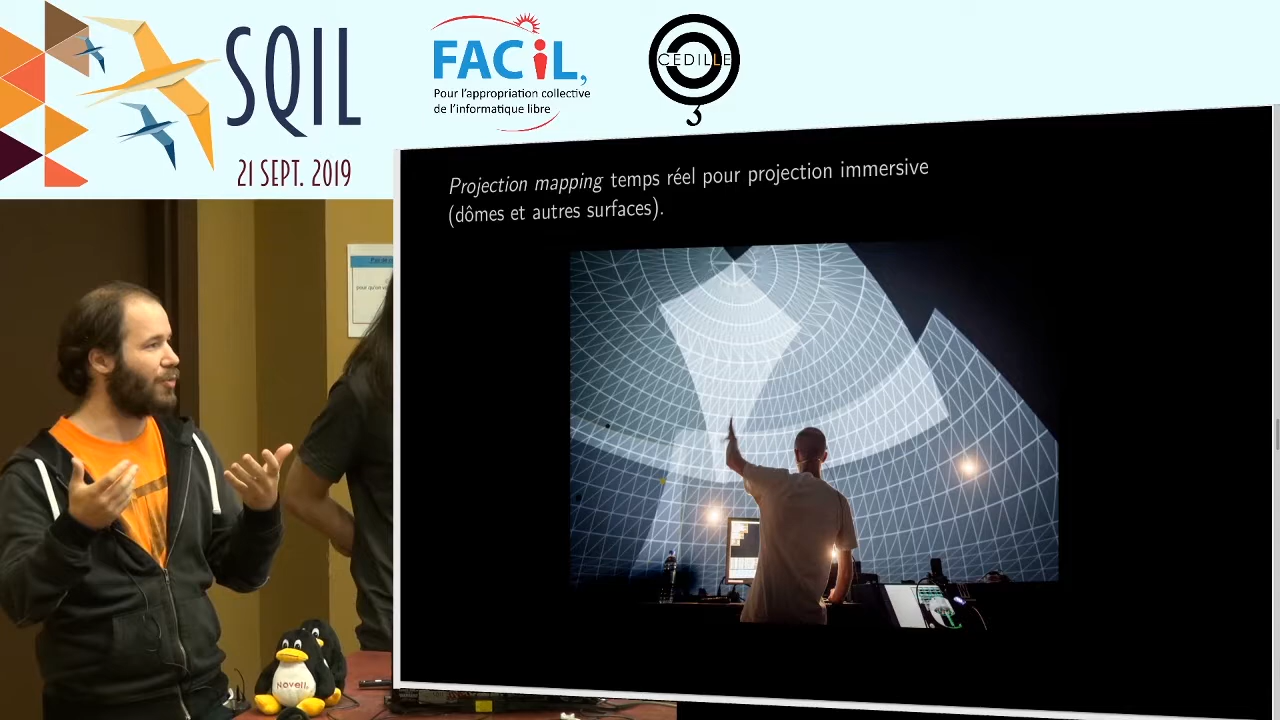 SQIL
21 SEPT. 2019
FACiL,
Pour l'appropriation collective
de l'informatique libre
CEDILLE
Projection mapping temps réel pour projection immersive
(dômes et autres surfaces).
Novell.